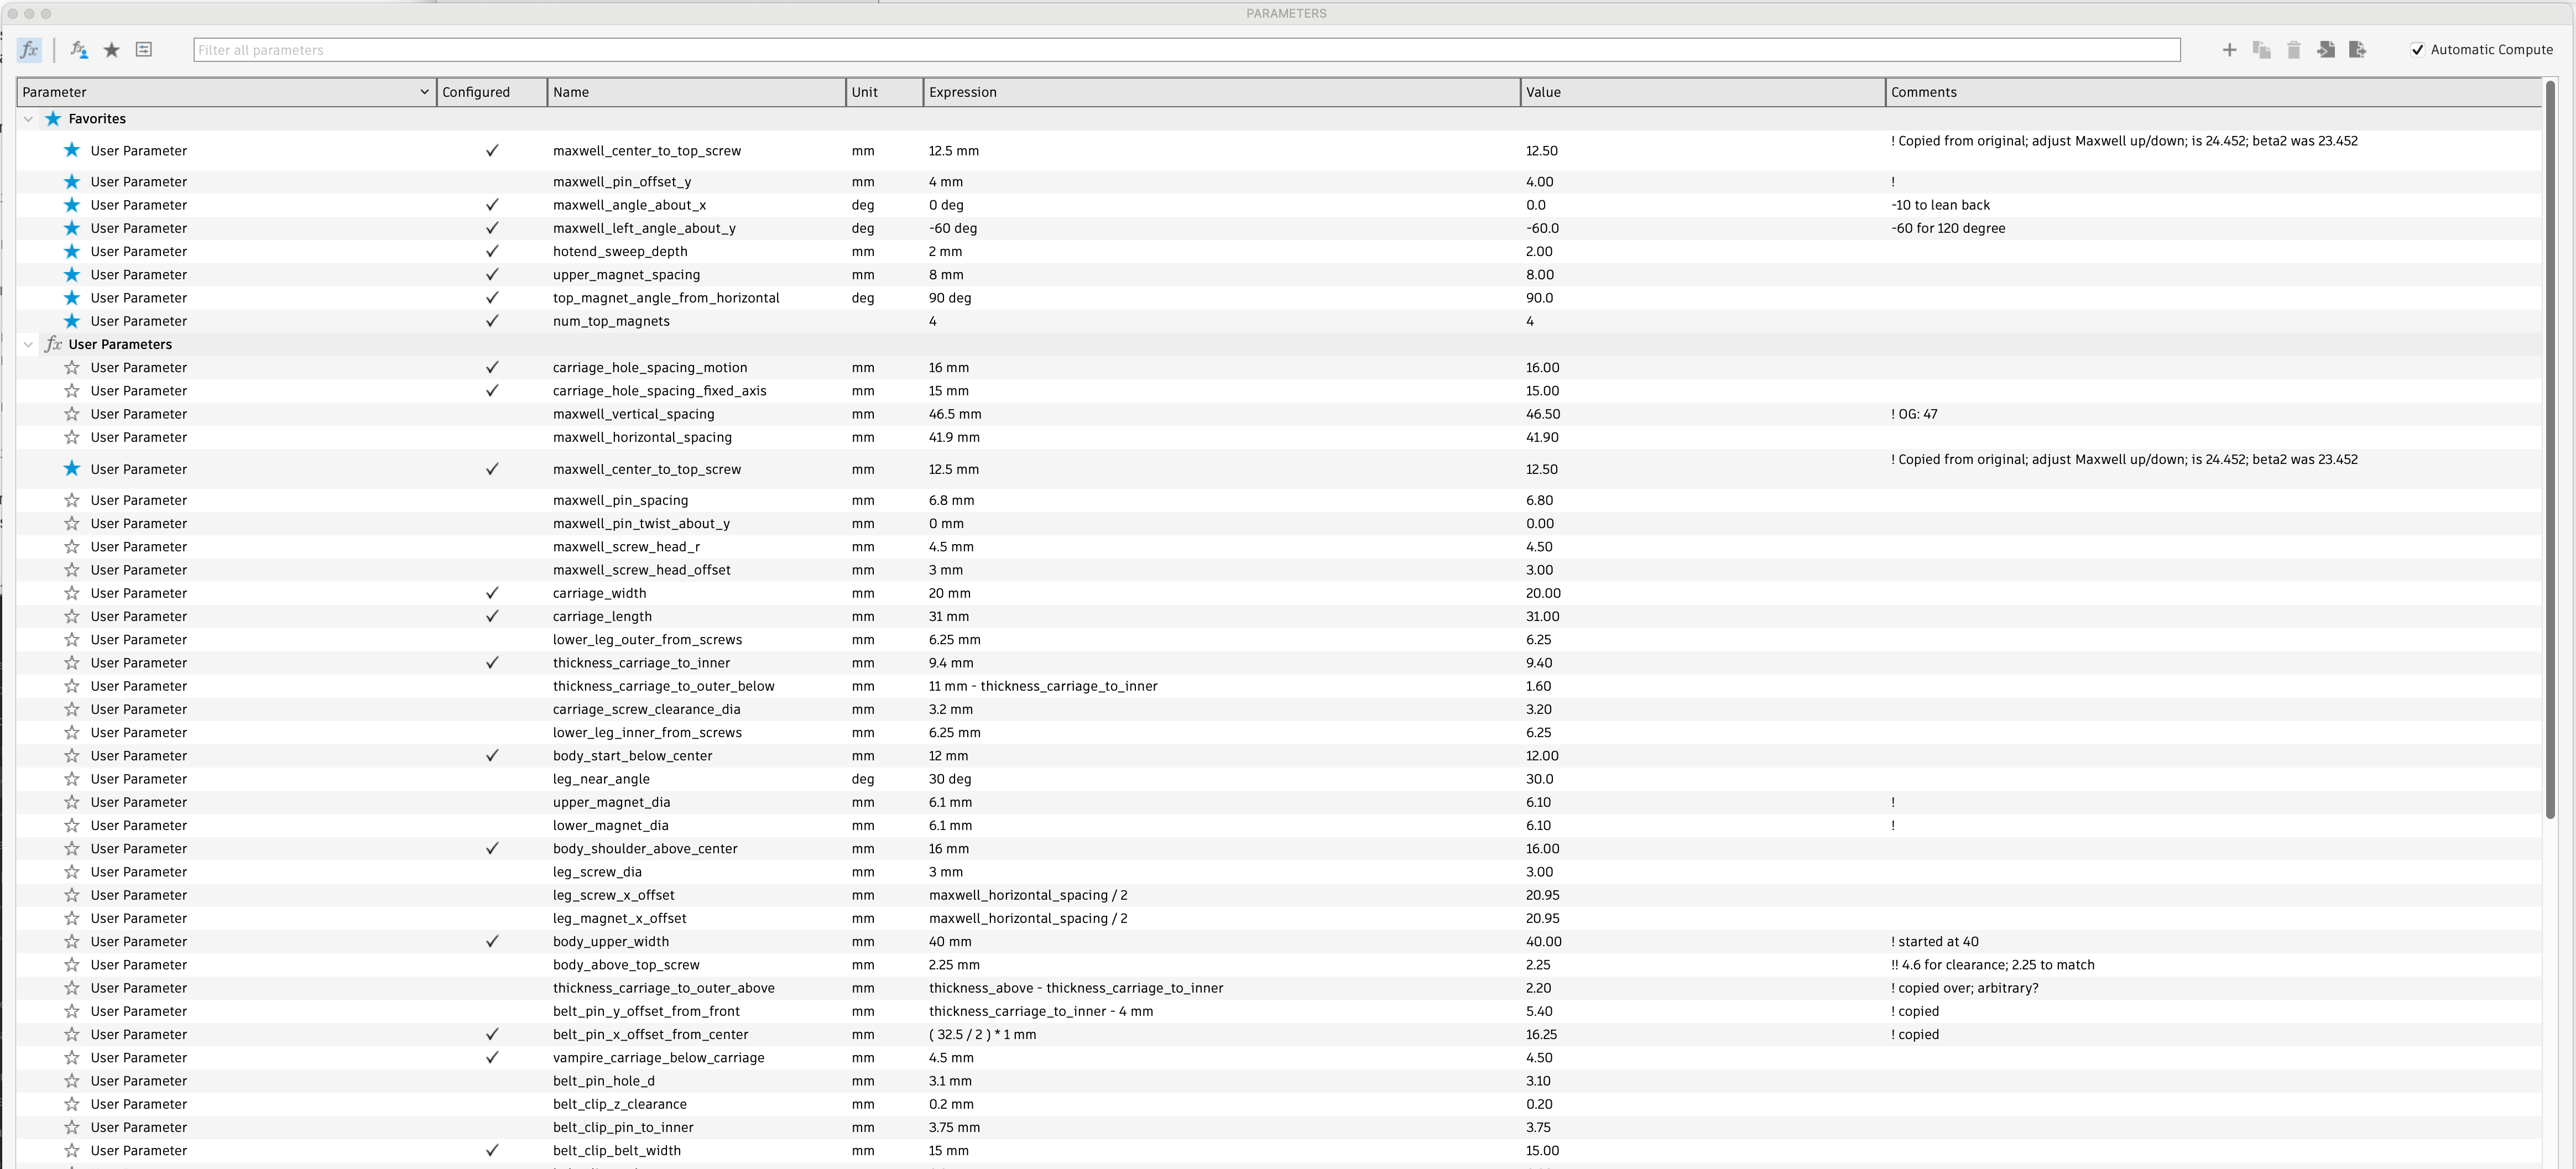 PARAMETERS
fx fx Filter all parameters Automatic Compute
Parameter Configured Name Unit Expression Value Comments
Favorites
User Parameter maxwell_center_to_top_screw mm 12.5 mm 12.50 ! Copied from original; adjust Maxwell up/down; is 24.452; beta2 was 23.452
User Parameter maxwell_pin_offset_y mm 4 mm 4.00 !
User Parameter maxwell_angle_about_x deg 0 deg 0.0 -10 to lean back
User Parameter maxwell_left_angle_about_y deg -60 deg -60.0 -60 for 120 degree
User Parameter hotend_sweep_depth mm 2 mm 2.00
User Parameter upper_magnet_spacing mm 8 mm 8.00
User Parameter top_magnet_angle_from_horizontal deg 90 deg 90.0
User Parameter num_top_magnets 4 4
fx User Parameters
User Parameter carriage_hole_spacing_motion mm 16 mm 16.00
User Parameter carriage_hole_spacing_fixed_axis mm 15 mm 15.00
User Parameter maxwell_vertical_spacing mm 46.5 mm 46.50 ! OG: 47
User Parameter maxwell_horizontal_spacing mm 41.9 mm 41.90
User Parameter maxwell_center_to_top_screw mm 12.5 mm 12.50 ! Copied from original; adjust Maxwell up/down; is 24.452; beta2 was 23.452
User Parameter maxwell_pin_spacing mm 6.8 mm 6.80
User Parameter maxwell_pin_twist_about_y mm 0 mm 0.00
User Parameter maxwell_screw_head_r mm 4.5 mm 4.50
User Parameter maxwell_screw_head_offset mm 3 mm 3.00
User Parameter carriage_width mm 20 mm 20.00
User Parameter carriage_length mm 31 mm 31.00
User Parameter lower_leg_outer_from_screws mm 6.25 mm 6.25
User Parameter thickness_carriage_to_inner mm 9.4 mm 9.40
User Parameter thickness_carriage_to_outer_below mm 11 mm - thickness_carriage_to_inner 1.60
User Parameter carriage_screw_clearance_dia mm 3.2 mm 3.20
User Parameter lower_leg_inner_from_screws mm 6.25 mm 6.25
User Parameter body_start_below_center mm 12 mm 12.00
User Parameter leg_near_angle deg 30 deg 30.0
User Parameter upper_magnet_dia mm 6.1 mm 6.10 !
User Parameter lower_magnet_dia mm 6.1 mm 6.10 !
User Parameter body_shoulder_above_center mm 16 mm 16.00
User Parameter leg_screw_dia mm 3 mm 3.00
User Parameter leg_screw_x_offset mm maxwell_horizontal_spacing / 2 20.95
User Parameter leg_magnet_x_offset mm maxwell_horizontal_spacing / 2 20.95
User Parameter body_upper_width mm 40 mm 40.00 ! started at 40
User Parameter body_above_top_screw mm 2.25 mm 2.25 !! 4.6 for clearance; 2.25 to match
User Parameter thickness_carriage_to_outer_above mm thickness_above - thickness_carriage_to_inner 2.20 ! copied over; arbitrary?
User Parameter belt_pin_y_offset_from_front mm thickness_carriage_to_inner - 4 mm 5.40 ! copied
User Parameter belt_pin_x_offset_from_center mm ( 32.5 / 2 ) * 1 mm 16.25 ! copied
User Parameter vampire_carriage_below_carriage mm 4.5 mm 4.50
User Parameter belt_pin_hole_d mm 3.1 mm 3.10
User Parameter belt_clip_z_clearance mm 0.2 mm 0.20
User Parameter belt_clip_pin_to_inner mm 3.75 mm 3.75
User Parameter belt_clip_belt_width mm 15 mm 15.00